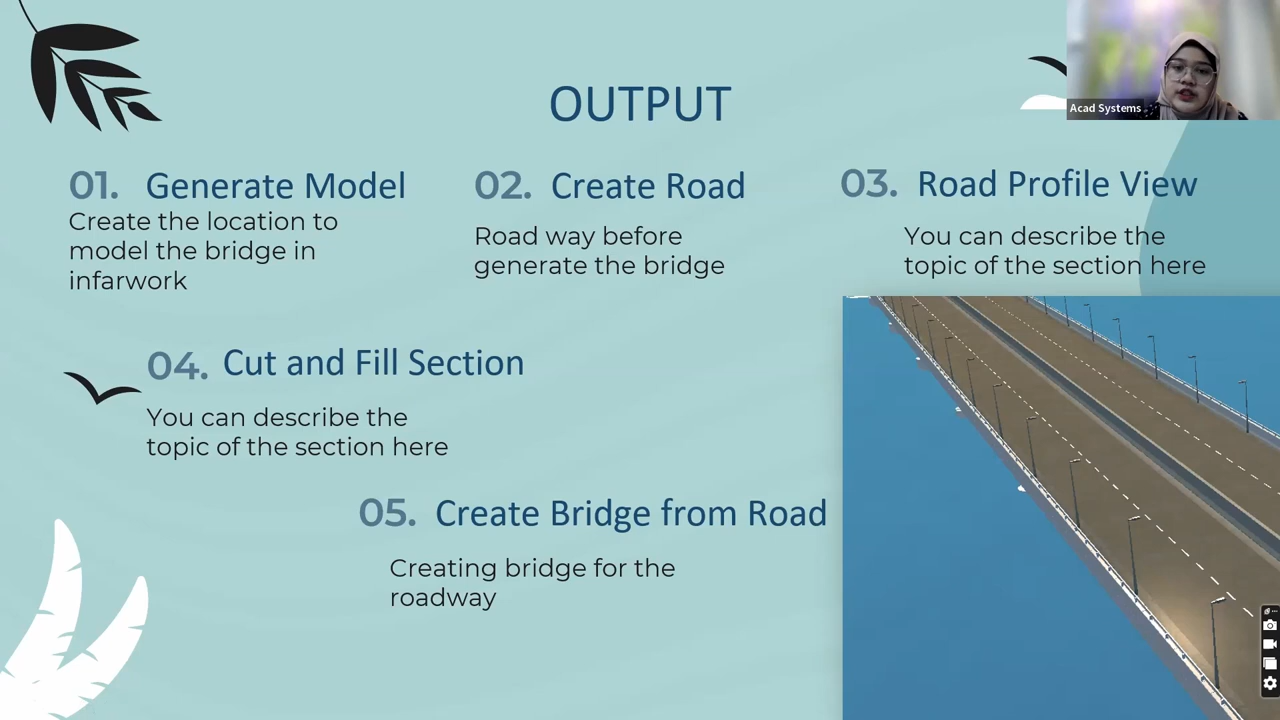 Acad Systems
OUTPUT
01. Generate Model
Create the location to
model the bridge in
infarwork
02. Create Road
Road way before
generate the bridge
03. Road Profile View
You can describe the
topic of the section here
04. Cut and Fill Section
You can describe the
topic of the section here
05. Create Bridge from Road
Creating bridge for the
roadway